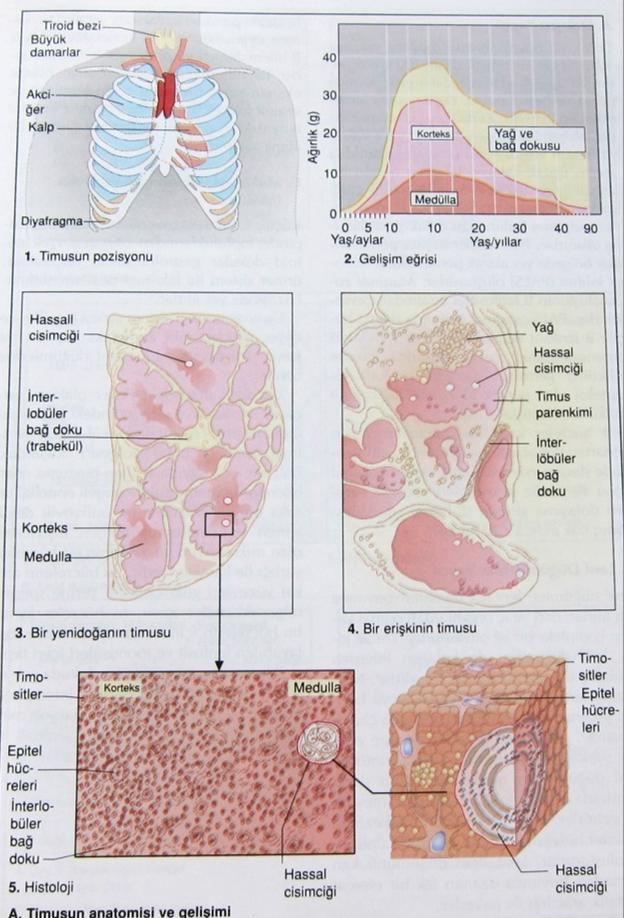 Tiroid bezi
Büyük
damarlar
Akci-
ğer
Kalp
Diyafragma
1. Timusun pozisyonu
Ağırlık (g)
40
30
20
10
0
Korteks
Yağ ve
bağ dokusu
Medülla
0 5 10 10 20 30 40 90
Yaş/aylar
Yaş/yıllar
2. Gelişim eğrisi
Hassall
cisimciği
İnter-
lobüler
bağ doku
(trabekül)
Korteks
Medulla
3. Bir yenidoğanın timusu
Yağ
Hassal
cisimciği
Timus
parenkimi
İnter-
löbüler
bağ
doku
4. Bir erişkinin timusu
Timo-
sitler
Korteks
Medulla
Epitel
hüc-
releri
İnterlo-
büler
bağ
doku
Hassal
cisimciği
5. Histoloji
Timo-
sitler
Epitel
hücre-
leri
Hassal
cisimciği
A. Timusun anatomisi ve gelişimi